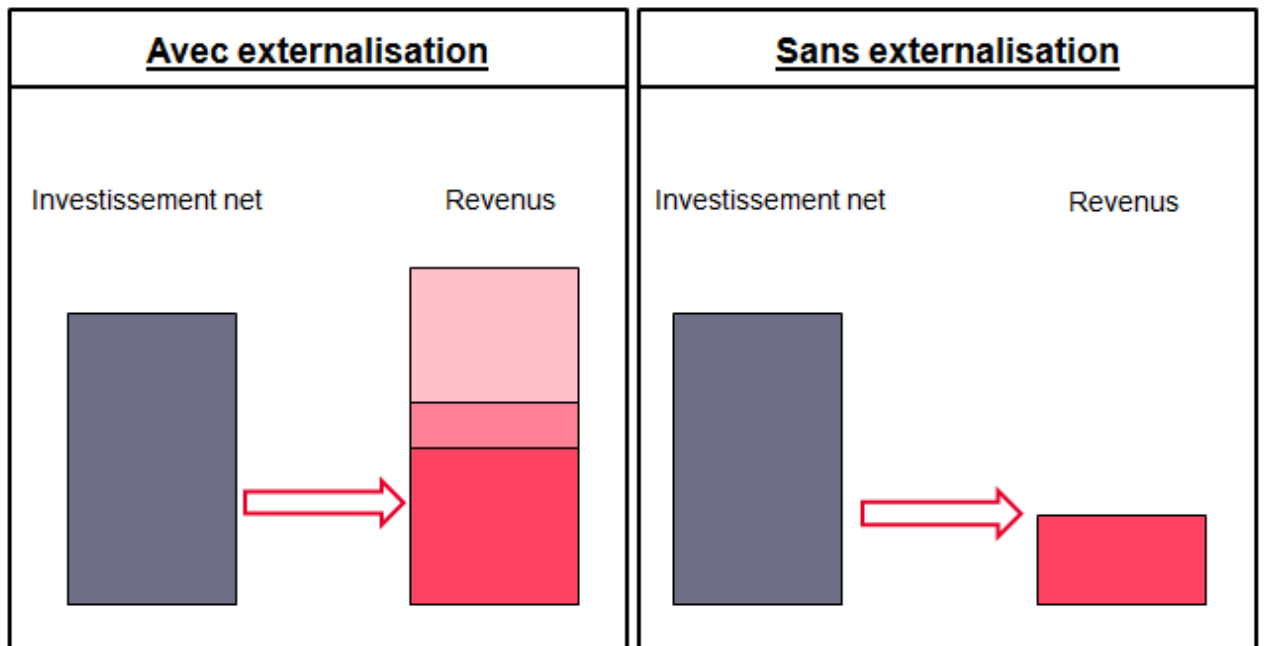 Avec externalisation
Sans externalisation
Investissement net
Revenus
Investissement net
Revenus